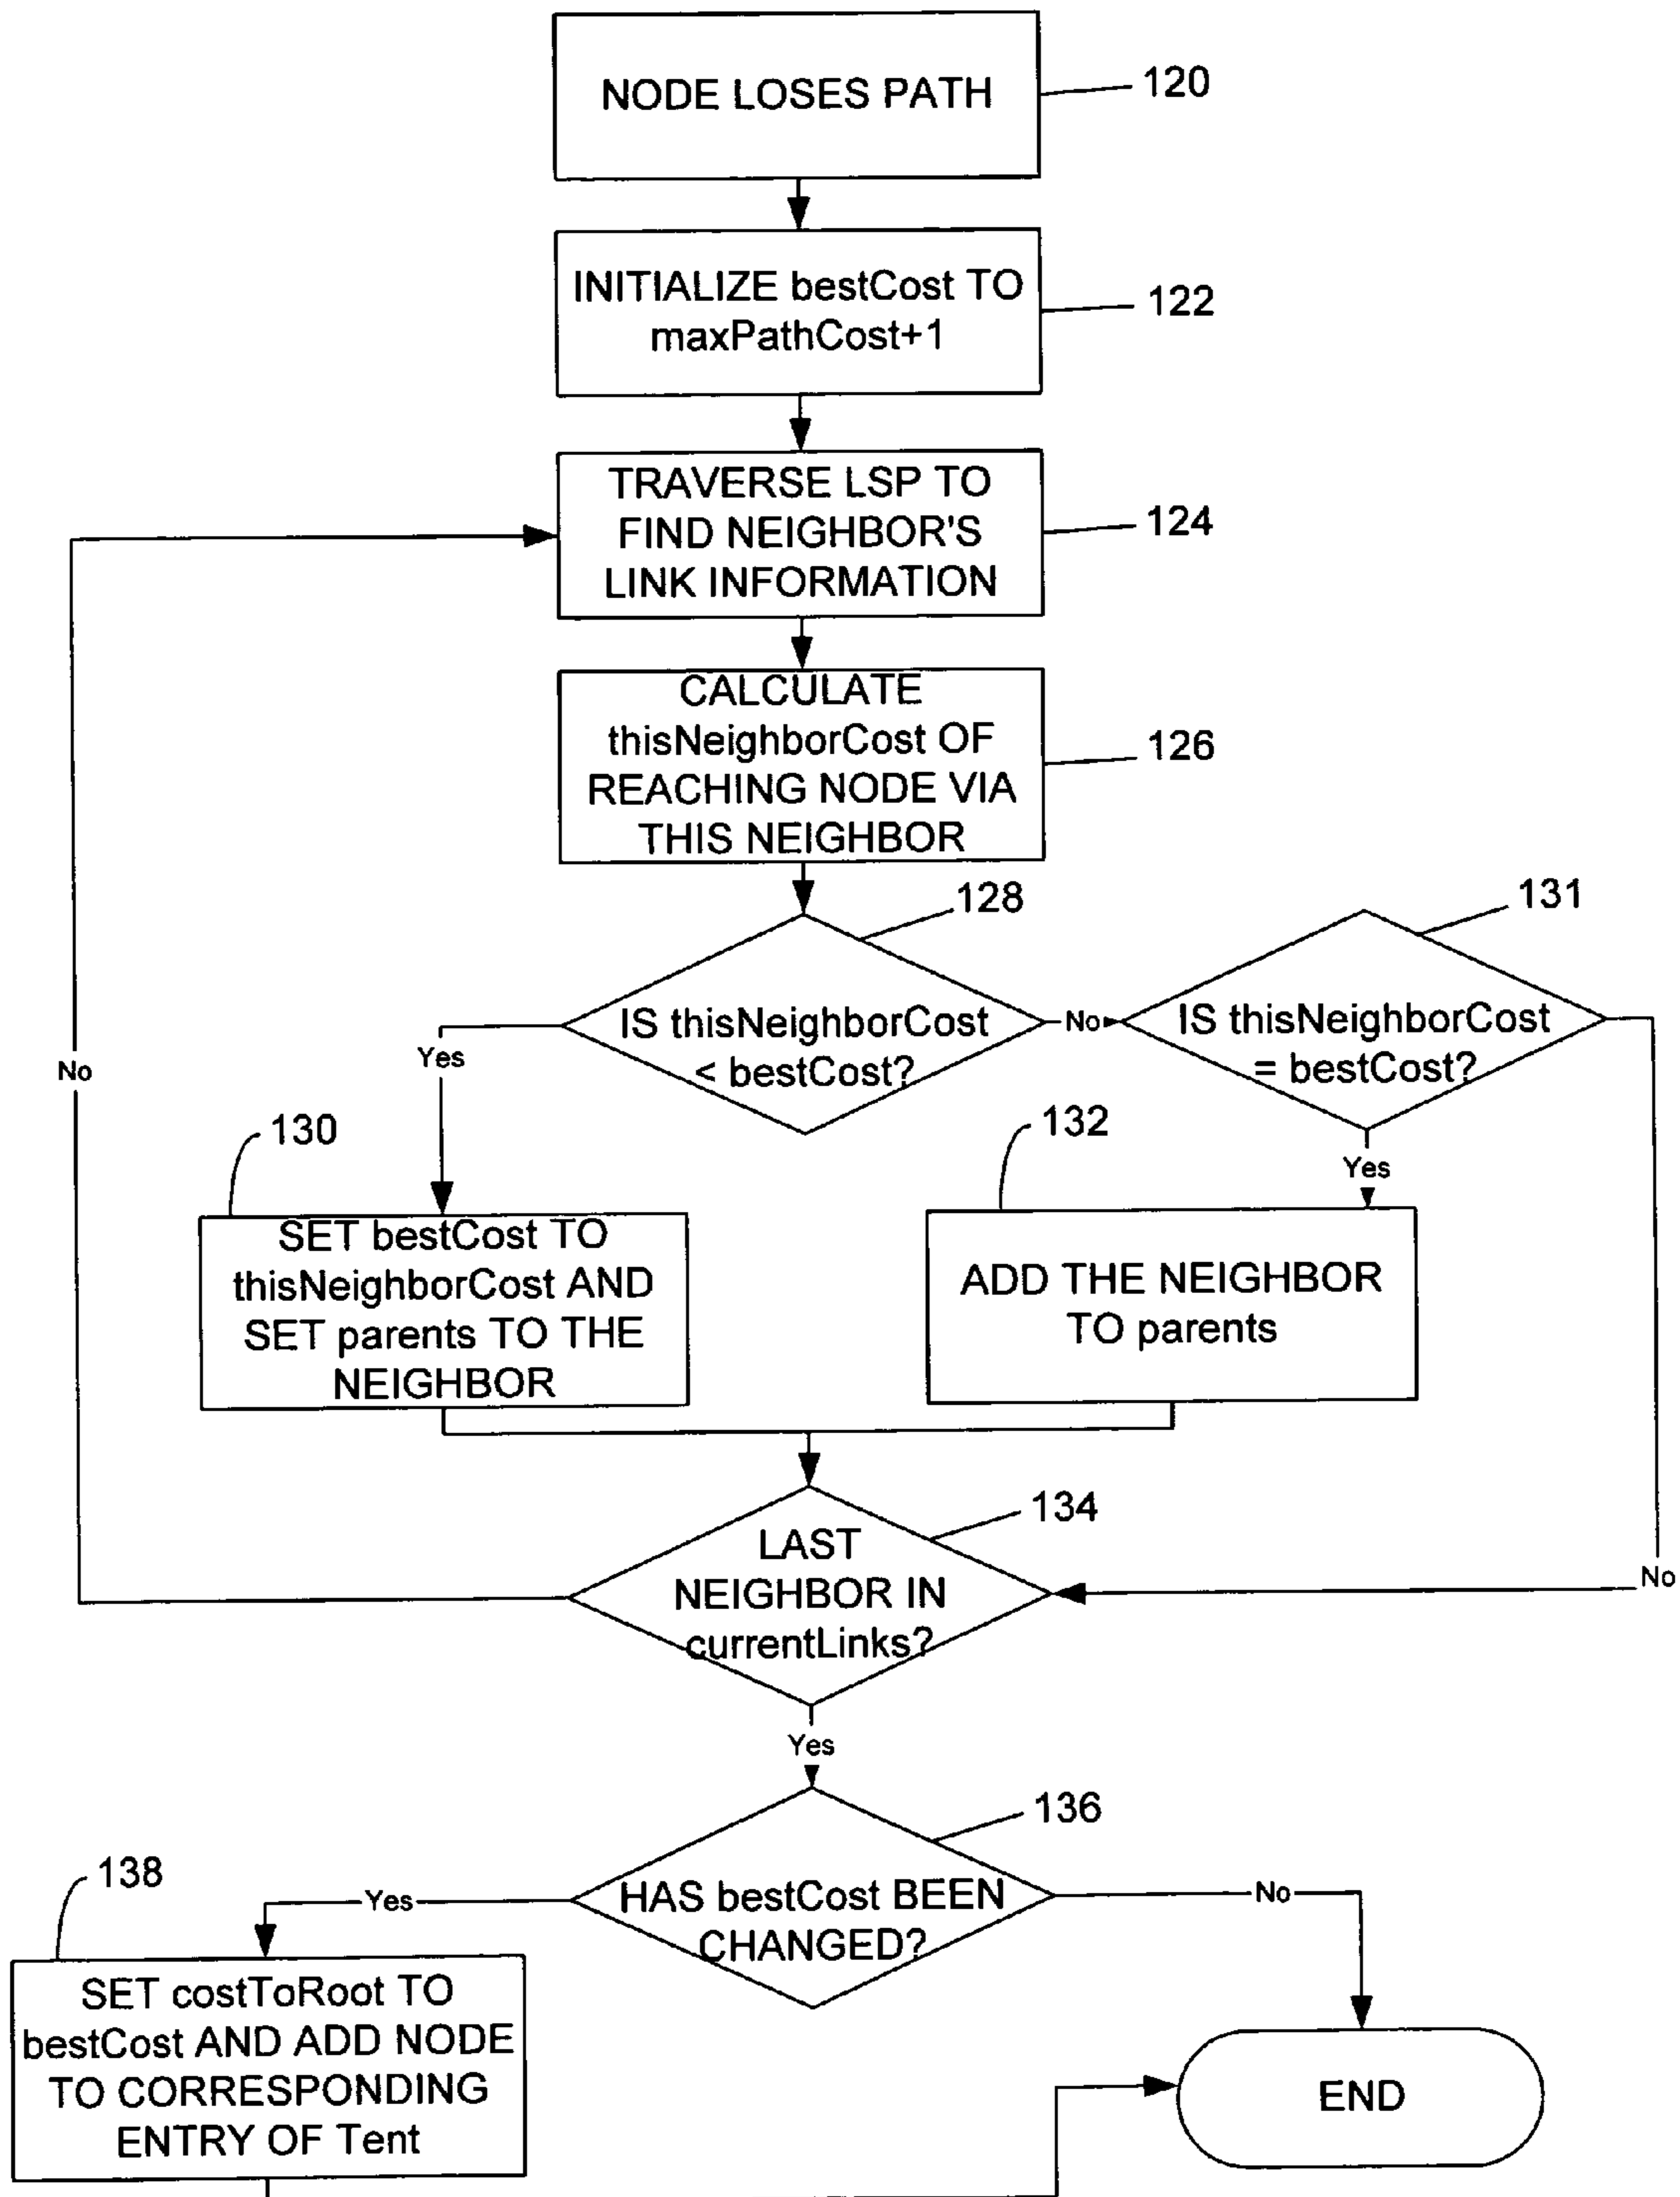 NODE LOSES PATH
120
INITIALIZE bestCost TO
maxPathCost+1
122
TRAVERSE LSP TO
FIND NEIGHBOR'S
LINK INFORMATION
124
CALCULATE
thisNeighborCost OF
REACHING NODE VIA
THIS NEIGHBOR
126
128
131
IS thisNeighborCost
< bestCost?
No
IS thisNeighborCost
= bestCost?
Yes
No
130
132
Yes
SET bestCost TO
thisNeighborCost AND
SET parents TO THE
NEIGHBOR
ADD THE NEIGHBOR
TO parents
134
LAST
NEIGHBOR IN
currentLinks?
No
Yes
136
138
Yes
HAS bestCost BEEN
CHANGED?
No
SET costToRoot TO
bestCost AND ADD NODE
TO CORRESPONDING
ENTRY OF Tent
END